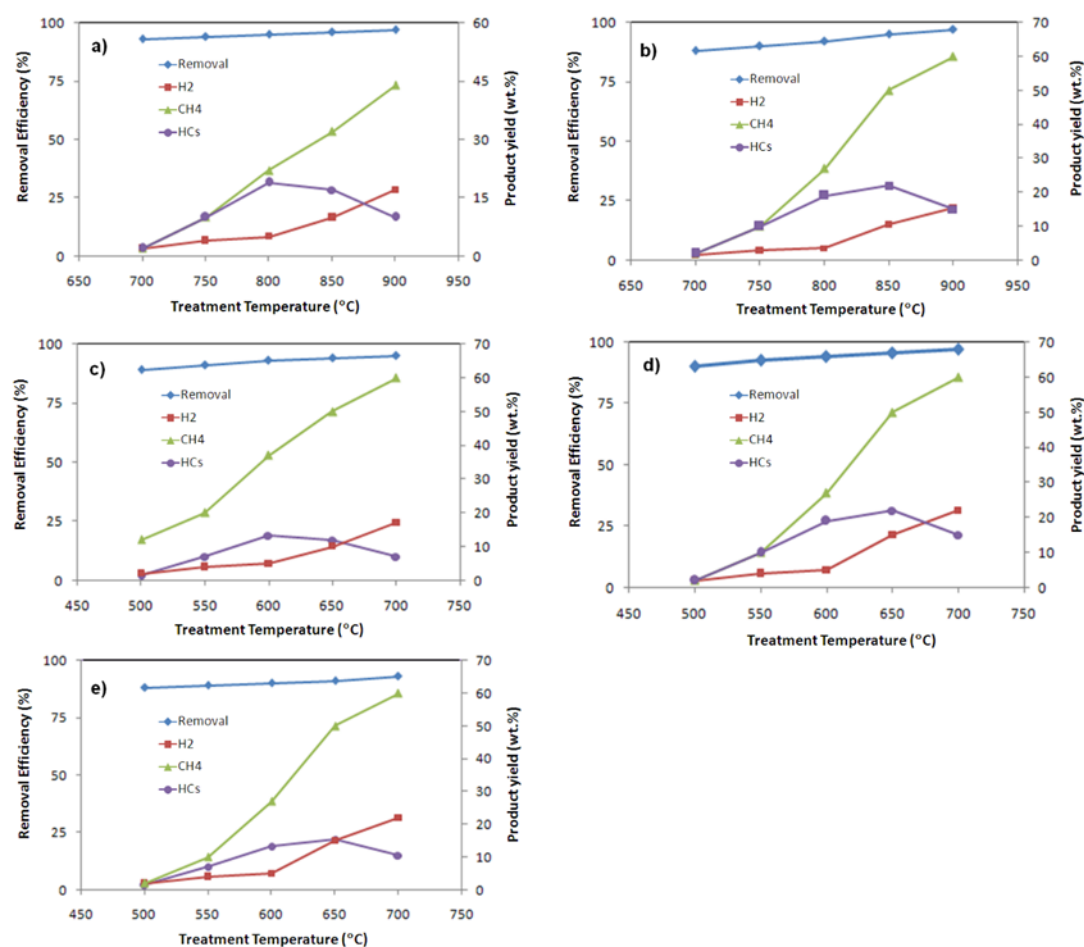 a)
Removal Efficiency (%)
100
75
50
25
0
Removal
H2
CH4
HCs
60
45
30
15
0
Product yield (wt.%)
650 700 750 800 850 900 950
Treatment Temperature (°C)
b)
Removal Efficiency (%)
100
75
50
25
0
Removal
H2
CH4
HCs
70
60
50
40
30
20
10
0
Product yield (wt.%)
650 700 750 800 850 900 950
Treatment Temperature (°C)
c)
Removal Efficiency (%)
100
75
50
25
0
Removal
H2
CH4
HCs
70
60
50
40
30
20
10
0
Product yield (wt.%)
450 500 550 600 650 700 750
Treatment Temperature (°C)
d)
Removal Efficiency (%)
100
75
50
25
0
Removal
H2
CH4
HCs
70
60
50
40
30
20
10
0
Product yield (wt.%)
450 500 550 600 650 700 750
Treatment Temperature (°C)
e)
Removal Efficiency (%)
100
75
50
25
0
Removal
H2
CH4
HCs
70
60
50
40
30
20
10
0
Product yield (wt.%)
450 500 550 600 650 700 750
Treatment Temperature (°C)